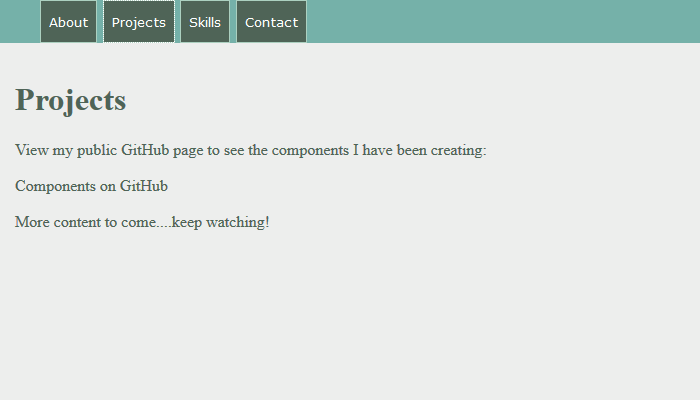 About Projects Skills Contact
Projects
View my public GitHub page to see the components I have been creating:
Components on GitHub
More content to come....keep watching!